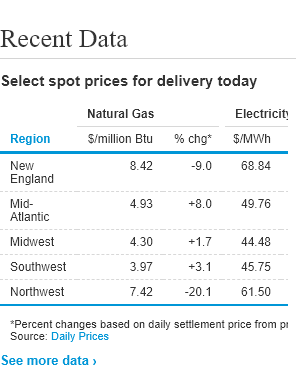 Recent Data
Select spot prices for delivery today
Natural Gas Electricity
Region $/million Btu % chg* $/MWh
New England 8.42 -9.0 68.84
Mid-Atlantic 4.93 +8.0 49.76
Midwest 4.30 +1.7 44.48
Southwest 3.97 +3.1 45.75
Northwest 7.42 -20.1 61.50
*Percent changes based on daily settlement price from
Source: Daily Prices
See more data ›